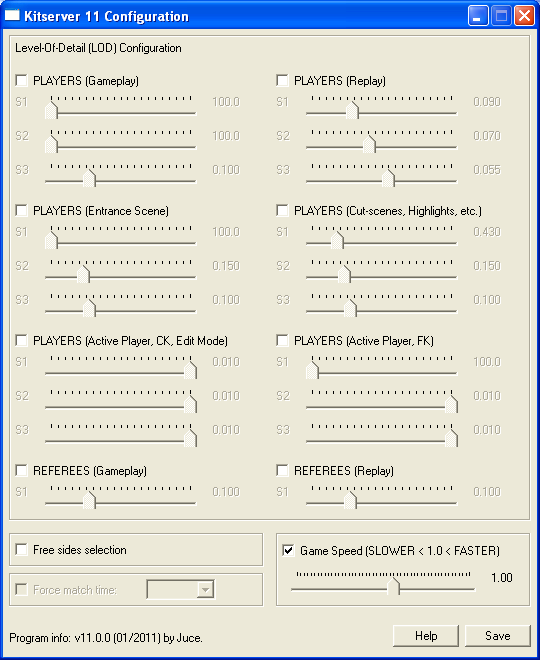 Kitserver 11 Configuration
Level-Of-Detail (LOD) Configuration
PLAYERS (Gameplay)
S1 100.0
S2 100.0
S3 0.100
PLAYERS (Replay)
S1 0.090
S2 0.070
S3 0.055
PLAYERS (Entrance Scene)
S1 100.0
S2 0.150
S3 0.100
PLAYERS (Cut-scenes, Highlights, etc.)
S1 0.430
S2 0.150
S3 0.100
PLAYERS (Active Player, CK, Edit Mode)
S1 0.010
S2 0.010
S3 0.010
PLAYERS (Active Player, FK)
S1 100.0
S2 0.010
S3 0.010
REFEREES (Gameplay)
S1 0.100
REFEREES (Replay)
S1 0.100
Free sides selection
Force match time:
Game Speed (SLOWER < 1.0 < FASTER)
1.00
Program info: v11.0.0 (01/2011) by Juce.
Help
Save